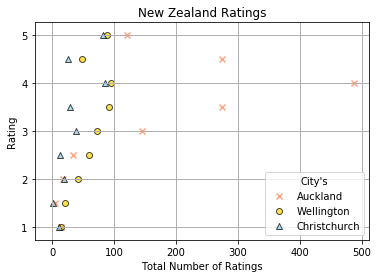 New Zealand Ratings
Rating
5
4
3
2
1
City's
Auckland
Wellington
Christchurch
0
100
200
300
400
500
Total Number of Ratings